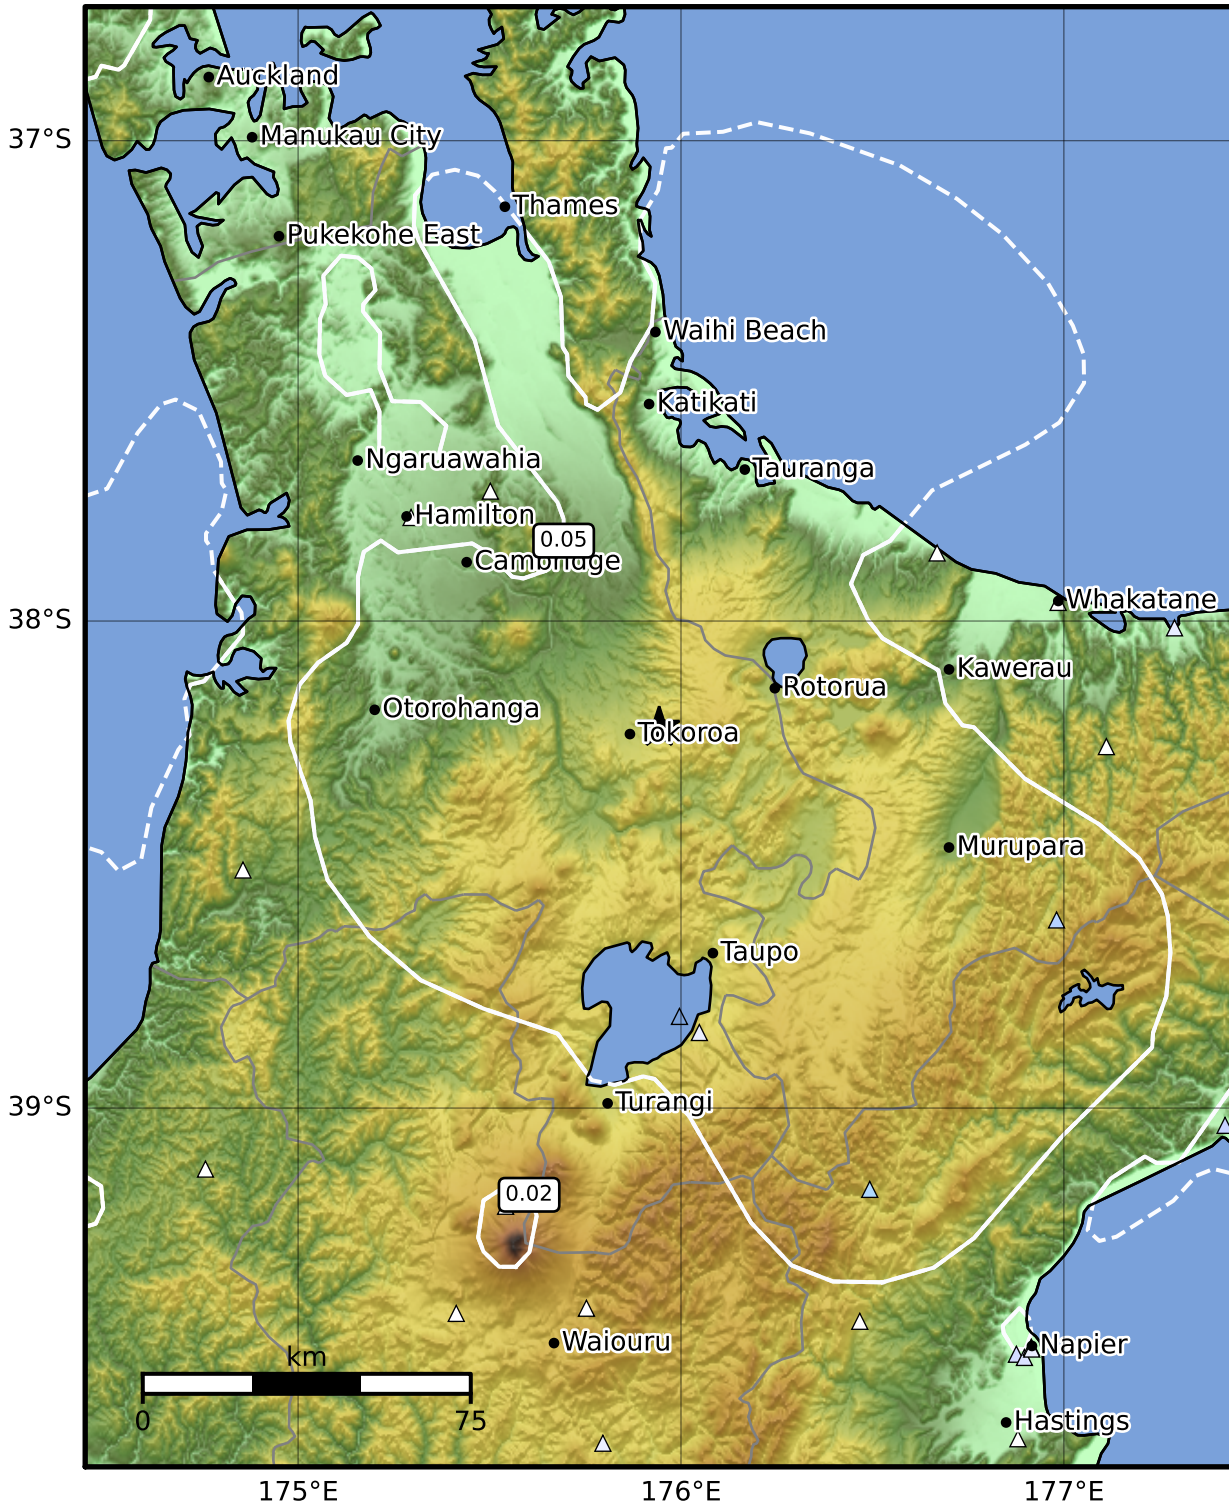 Auckland
Manukau City
37°S
Thames
Pukekohe East
Waihi Beach
Katikati
Ngaruawahia
Tauranga
Hamilton
0.05
Cambridge
Whakatane
38°S
Kawerau
Rotorua
Otorohanga
Tokoroa
Murupara
Taupo
39°S
Turangi
0.02
Waiouru
Napier
km
0 75
Hastings
175°E 176°E 177°E